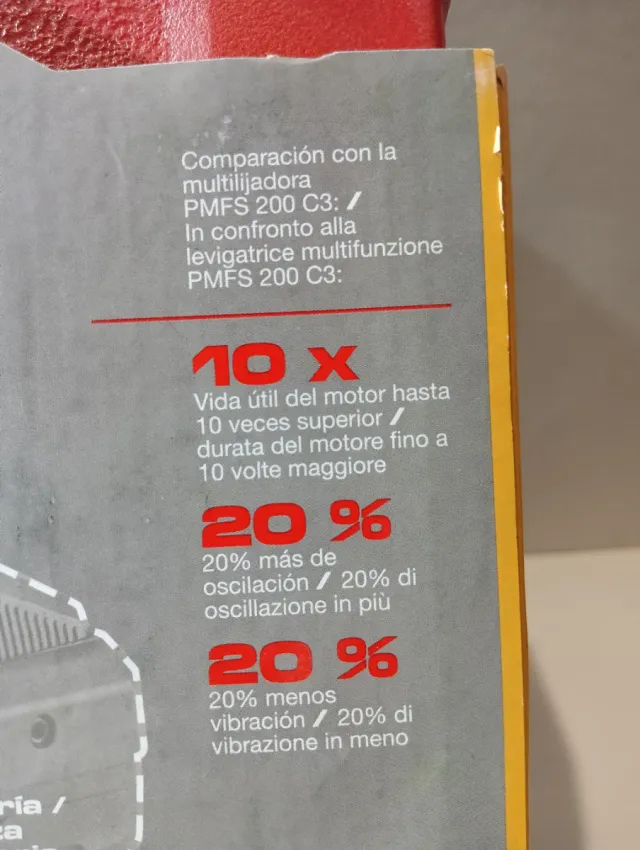 Comparación con la
multilijadora
PMFS 200 C3: /
In confronto alla
levigatrice multifunzione
PMFS 200 C3:
10 x
Vida útil del motor hasta
10 veces superior /
durata del motore fino a
10 volte maggiore
20 %
20% más de
oscilación / 20% di
oscillazione in più
20 %
20% menos
vibración / 20% di
vibrazione in meno